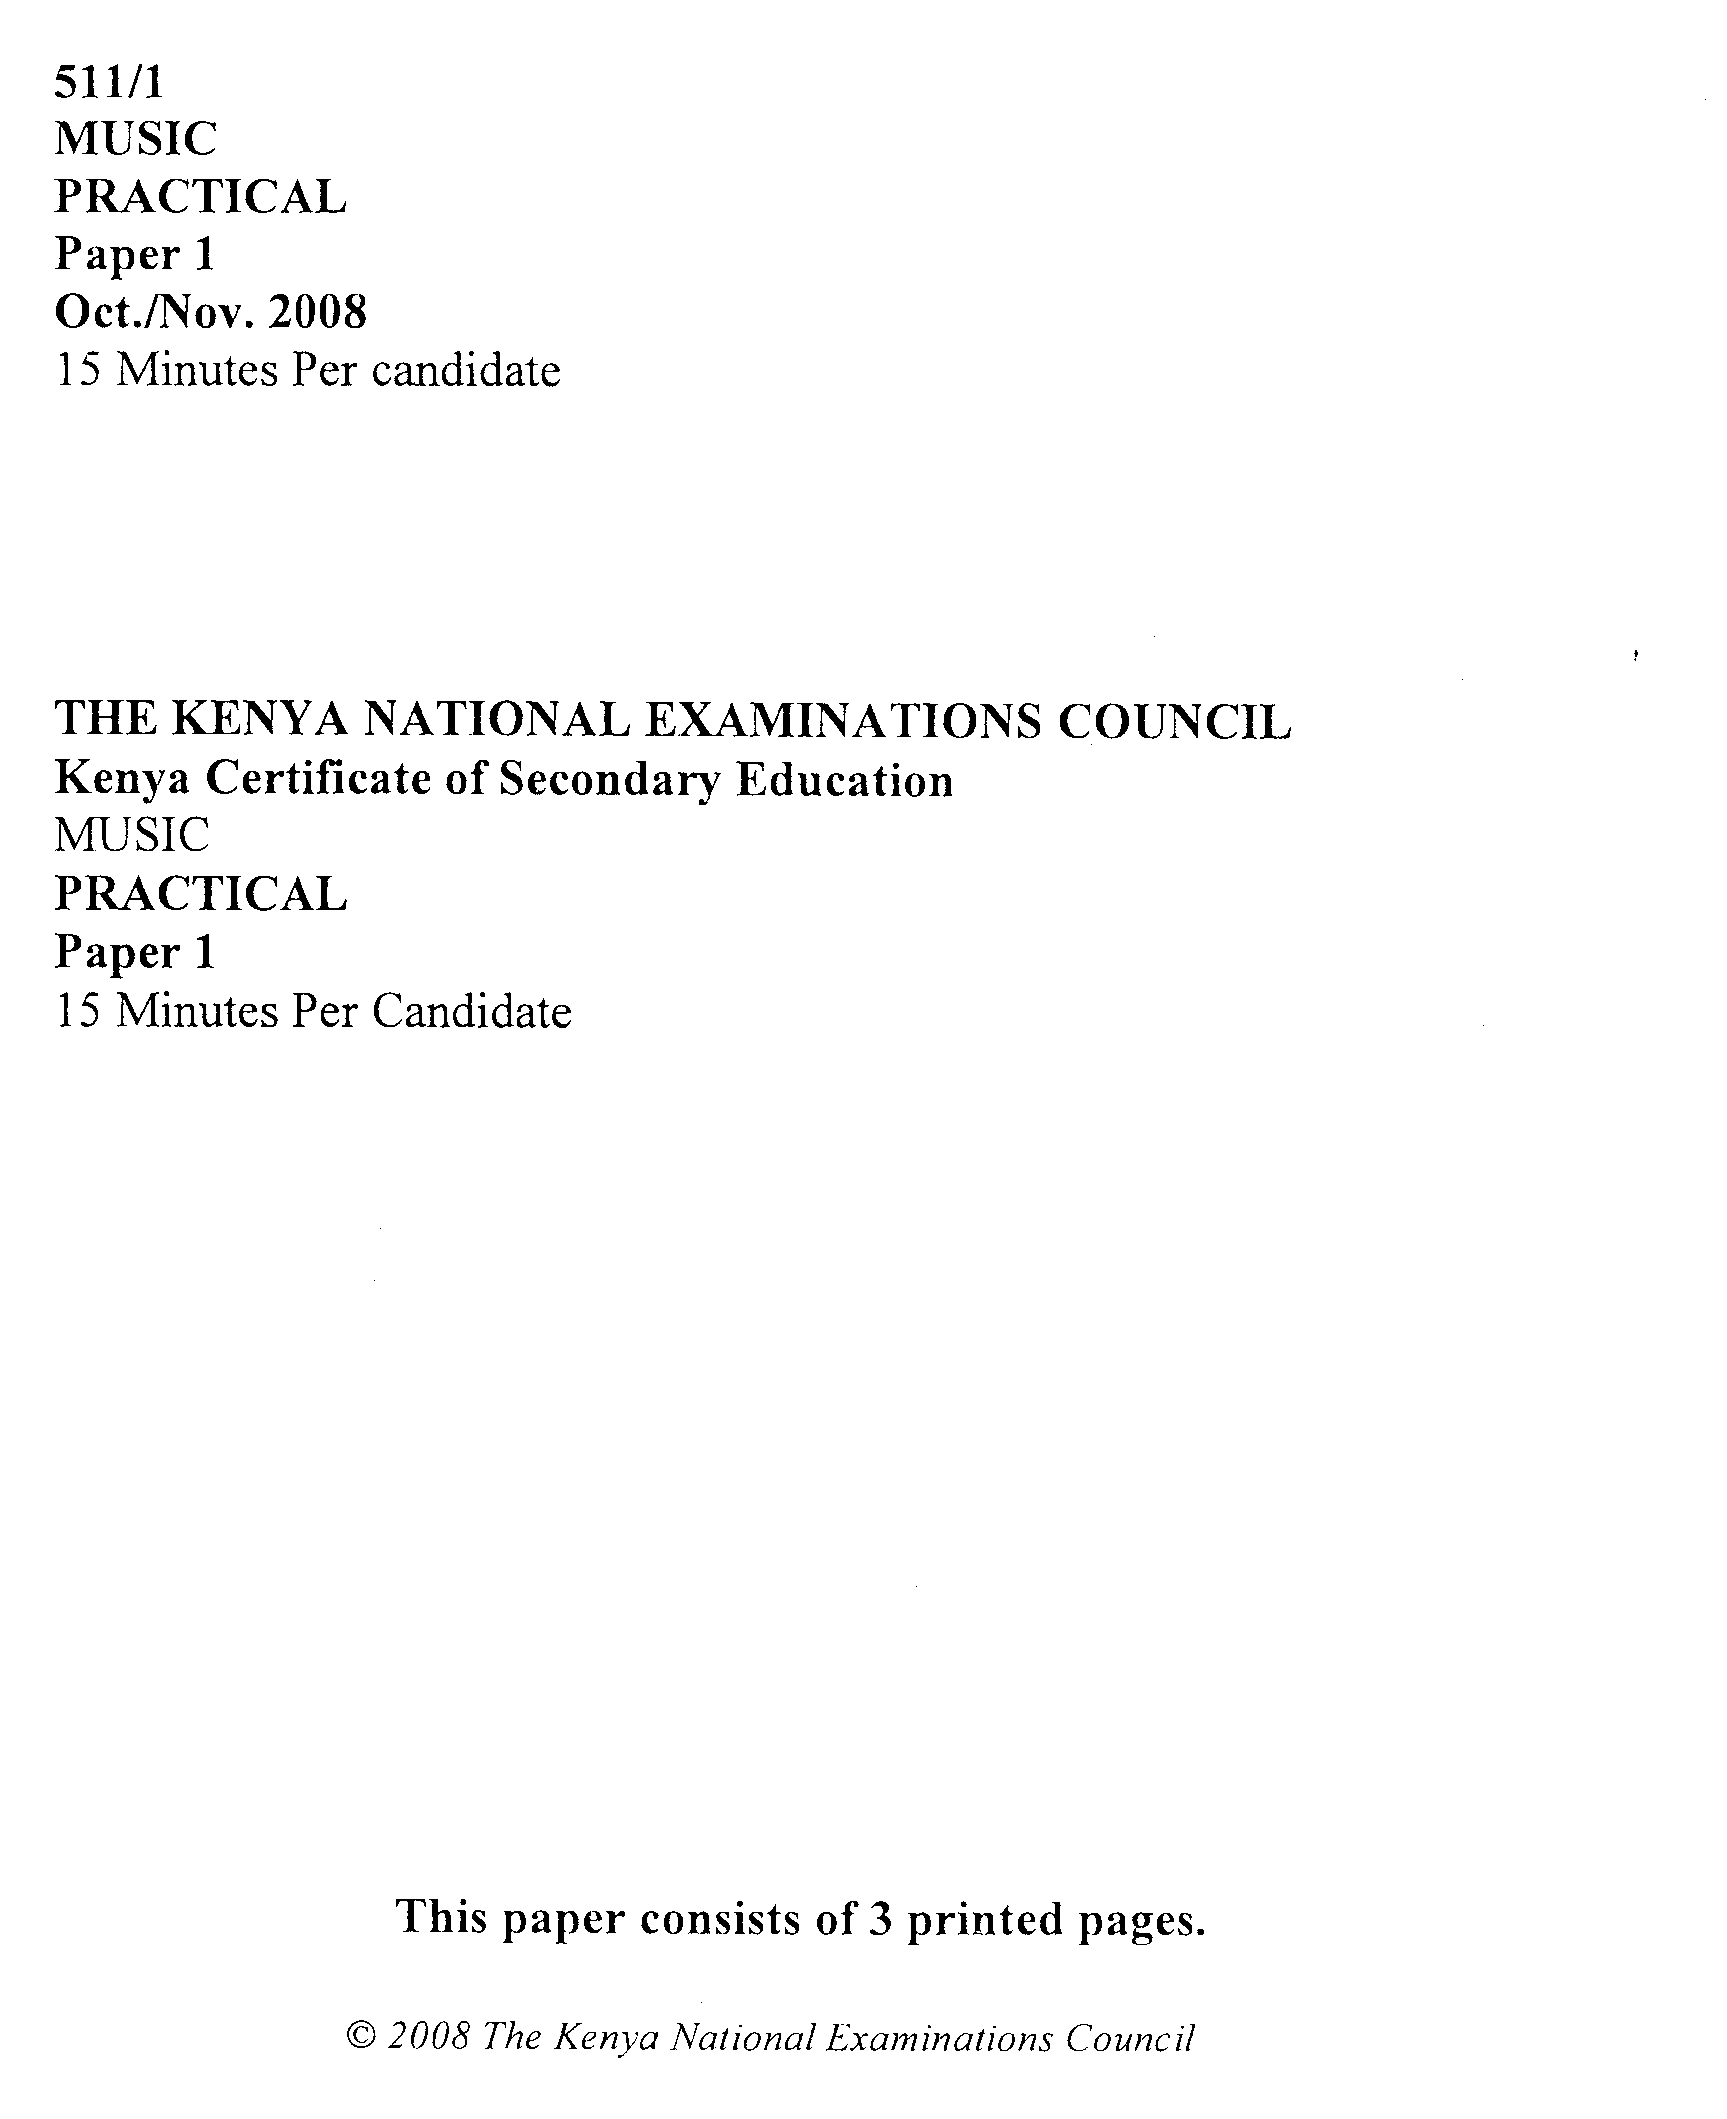 511/1
MUSIC
PRACTICAL
Paper 1
Oct./Nov. 2008
15 Minutes Per candidate
THE KENYA NATIONAL EXAMINATIONS COUNCIL
Kenya Certificate of Secondary Education
MUSIC
PRACTICAL
Paper 1
15 Minutes Per Candidate
This paper consists of 3 printed pages.
© 2008 The Kenya National Examinations Council